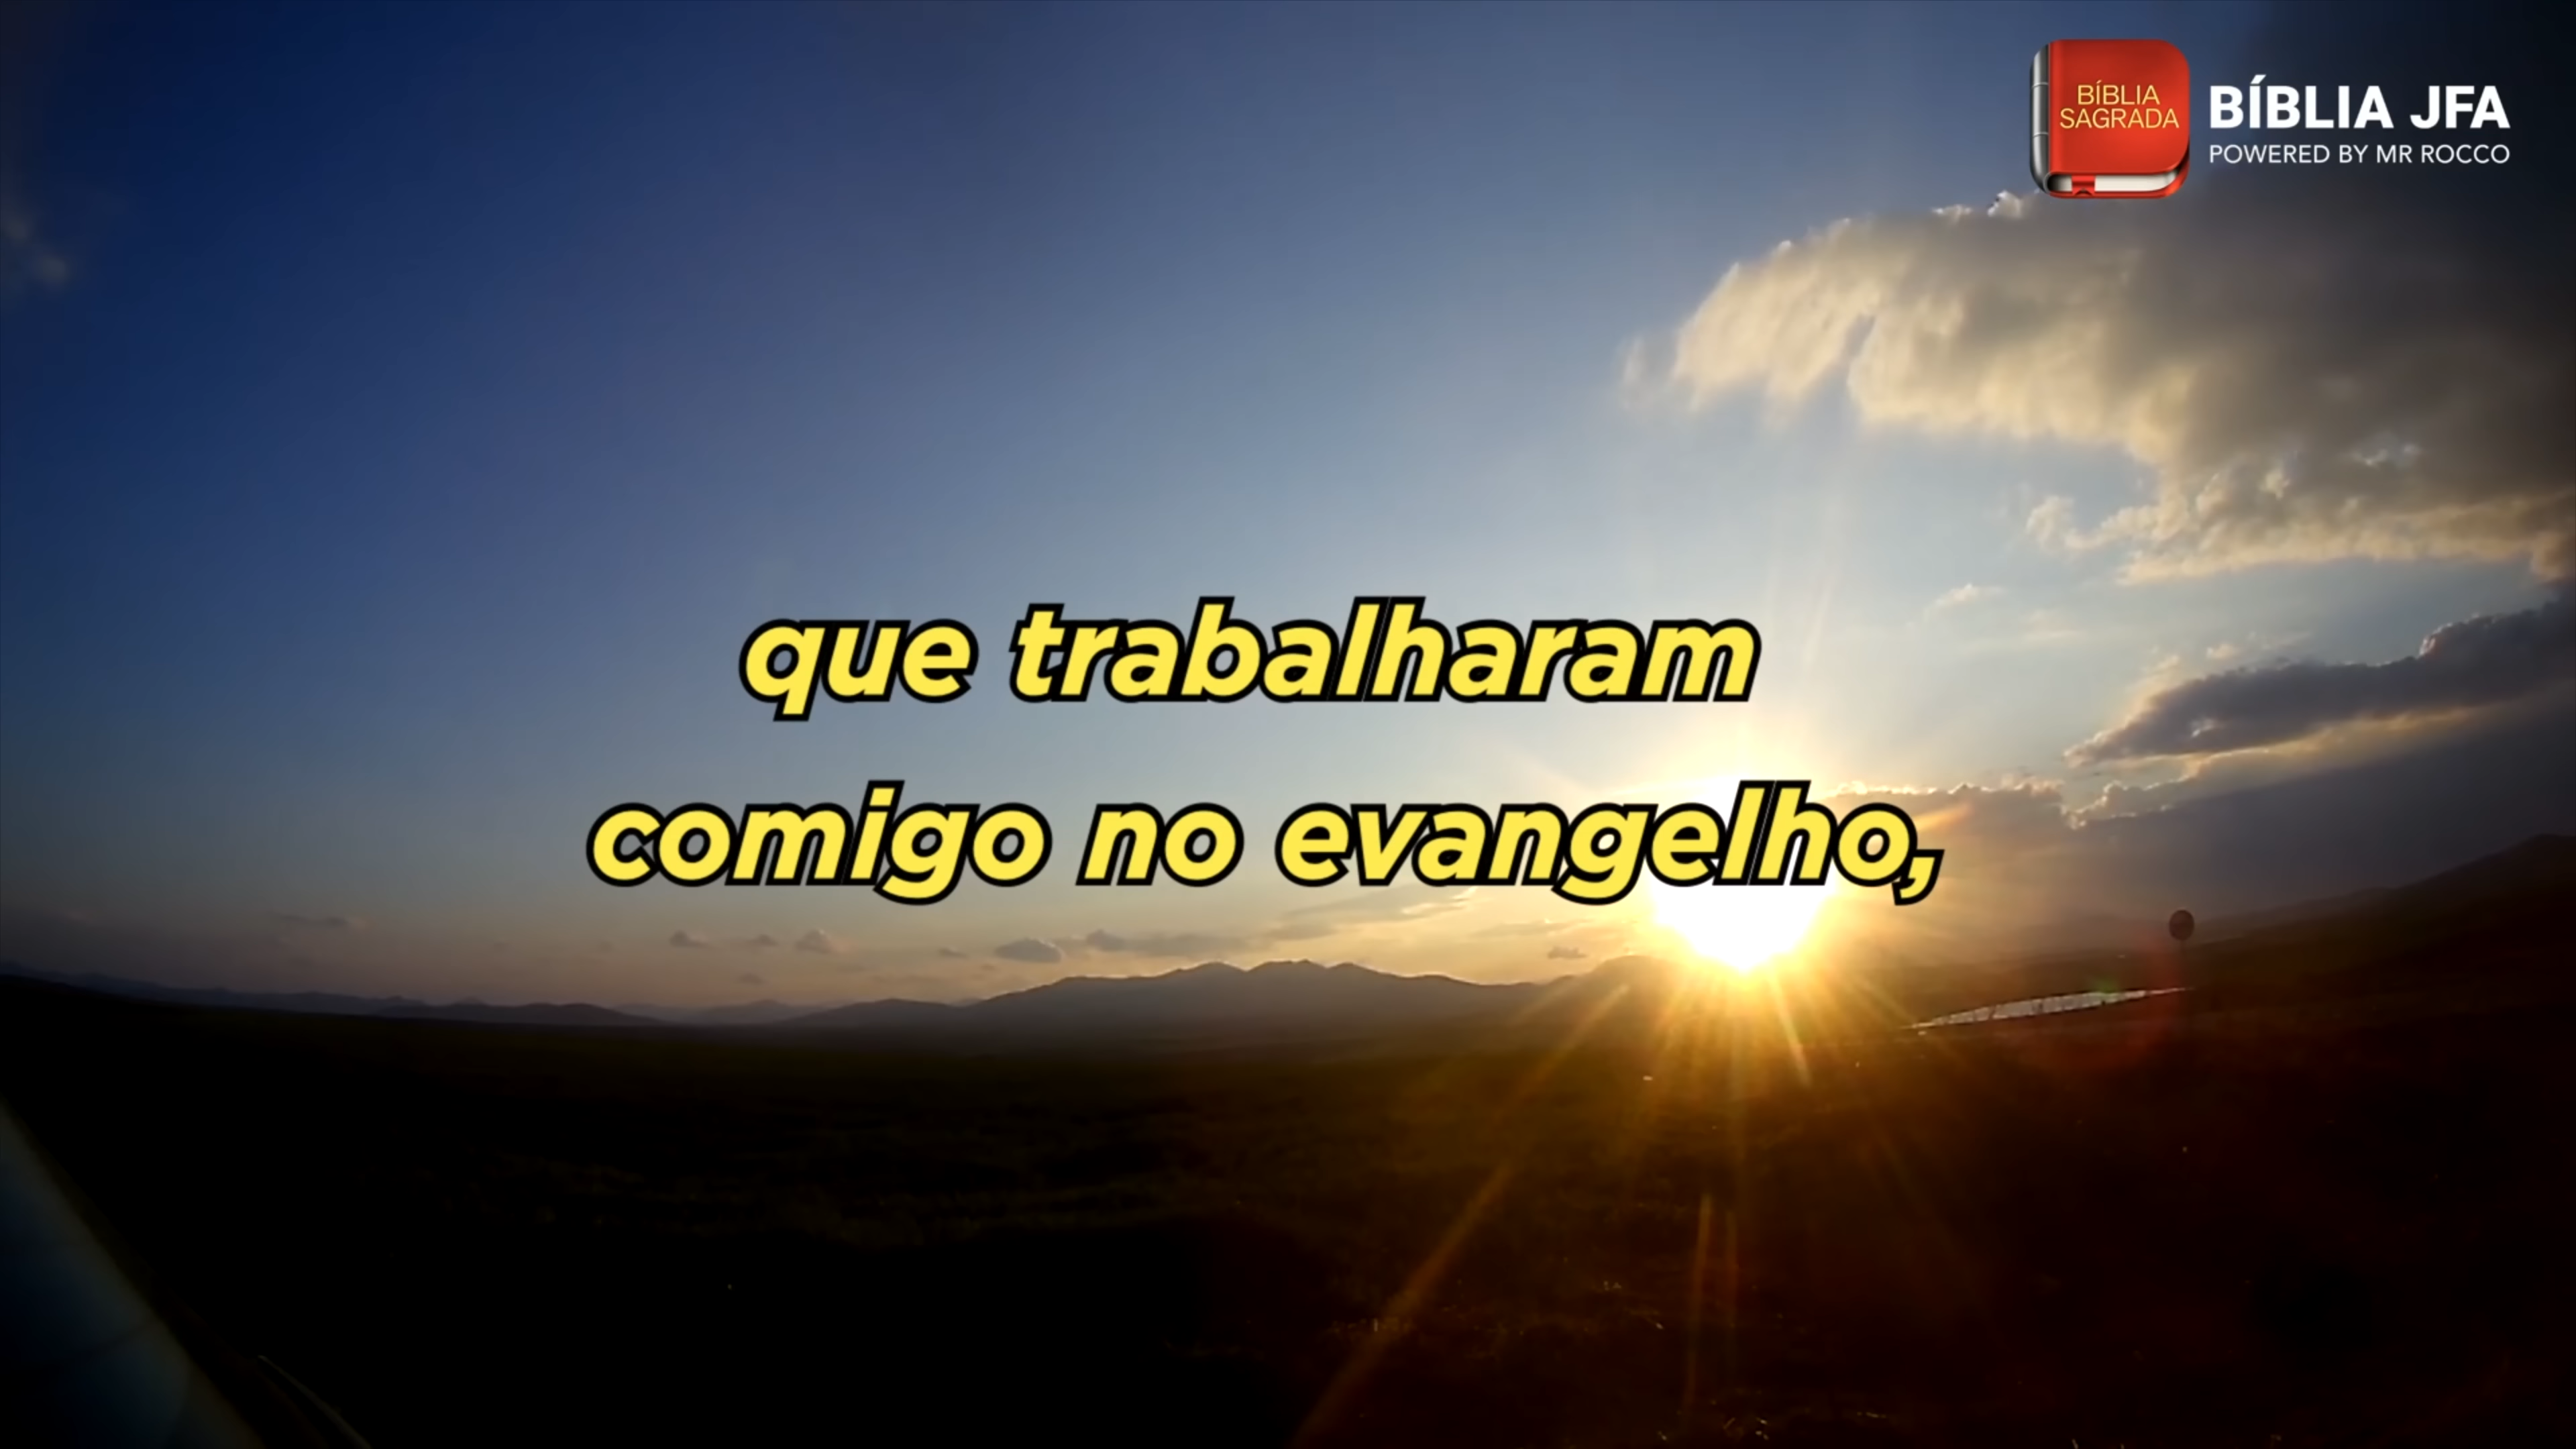 BÍBLIA
SAGRADA
BÍBLIA JFA
POWERED BY MR ROCCO
que trabalharam
comigo no evangelho,